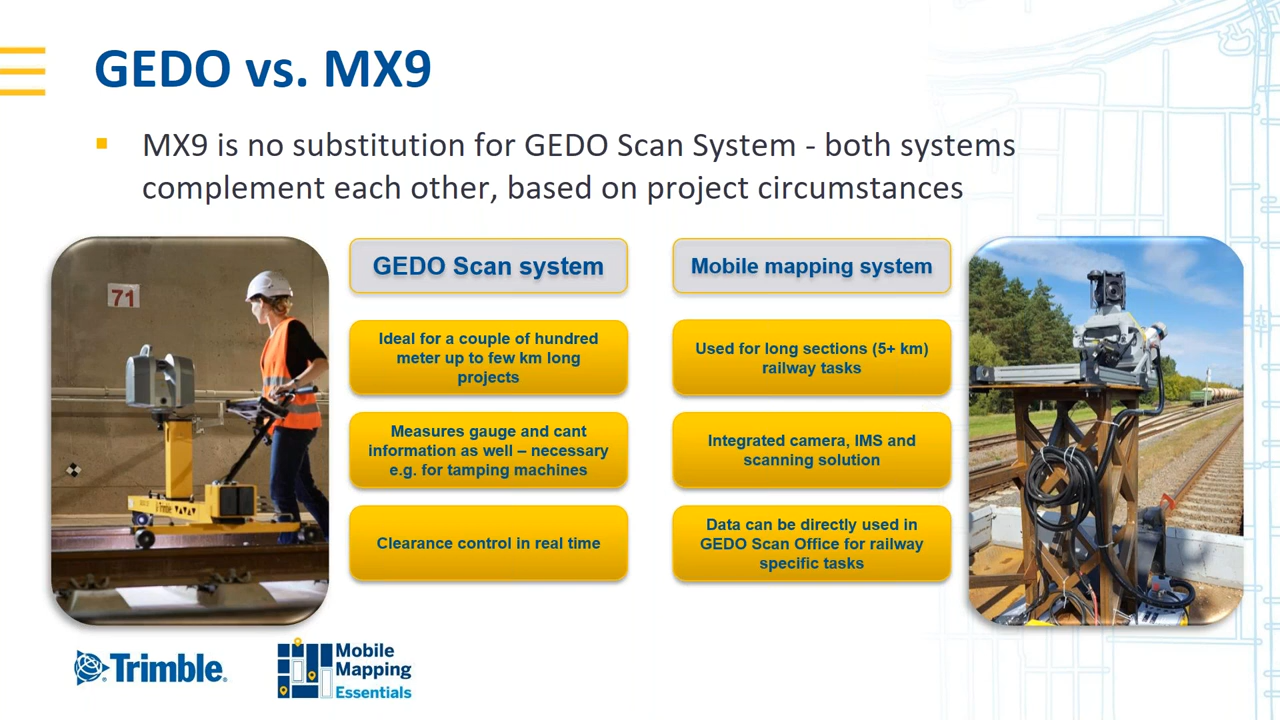 GEDO vs. MX9
MX9 is no substitution for GEDO Scan System - both systems
complement each other, based on project circumstances
71
GEDO Scan system
Ideal for a couple of hundred
meter up to few km long
projects
Measures gauge and cant
information as well – necessary
e.g. for tamping machines
Clearance control in real time
Mobile mapping system
Used for long sections (5+ km)
railway tasks
Integrated camera, IMS and
scanning solution
Data can be directly used in
GEDO Scan Office for railway
specific tasks
Trimble
Trimble
Mobile
Mapping
Essentials